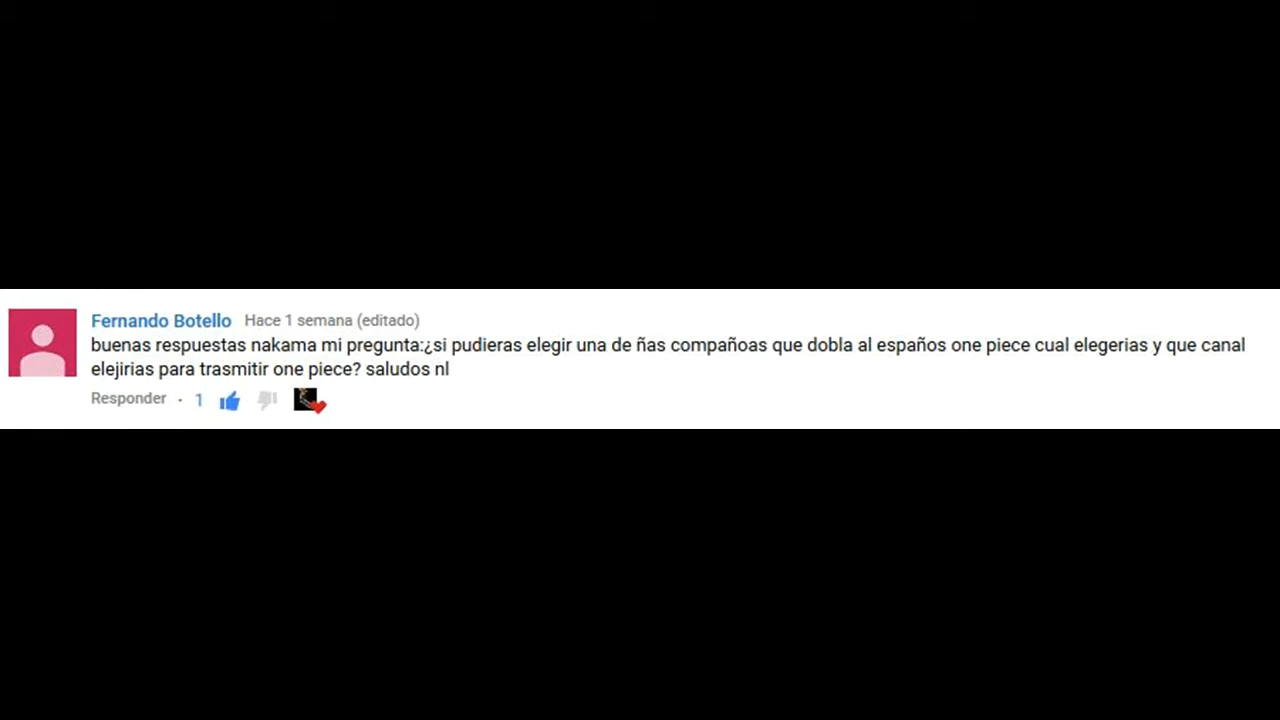 Fernando Botello Hace 1 semana (editado)
buenas respuestas nakama mi pregunta:¿si pudieras elegir una de ñas compañoas que dobla al españos one piece cual elegerias y que canal
elejirias para trasmitir one piece? saludos nl
Responder · 1